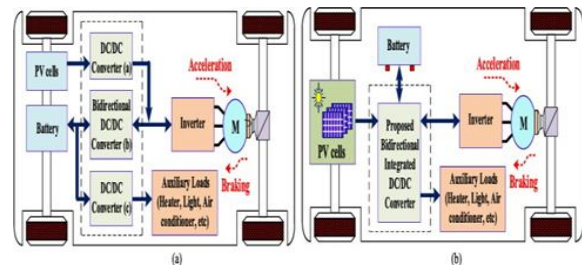 PV cells
DC/DC
Converter (a)
Battery
Bidirectional
DC/DC
Converter (b)
DC/DC
Converter (c)
Inverter
M
Acceleration
Braking
Auxiliary Loads
(Heater, Light, Air
conditioner, etc)
(a)
Battery
PV cells
Proposed
Bidirectional
Integrated
DC/DC
Converter
Inverter
M
Acceleration
Braking
Auxiliary Loads
(Heater, Light, Air
conditioner, etc)
(b)